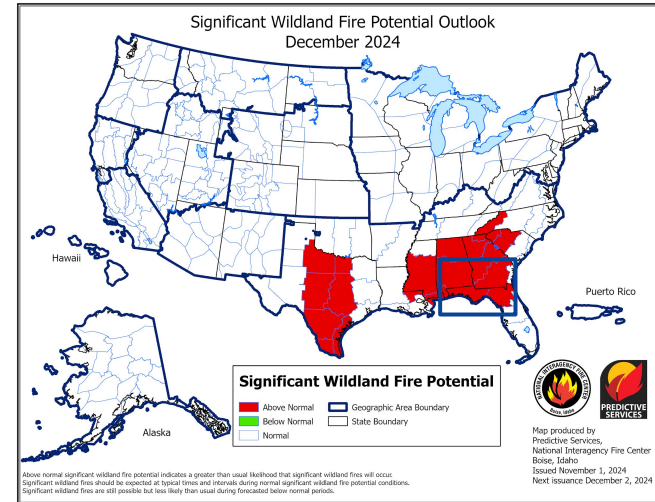 Significant Wildland Fire Potential Outlook
December 2024
Hawaii
Puerto Rico
Alaska
Significant Wildland Fire Potential
Above Normal
Below Normal
Normal
Geographic Area Boundary
State Boundary
NATIONAL INTERAGENCY FIRE CENTER
Boise, Idaho
PREDICTIVE
SERVICES
Map produced by
Predictive Services,
National Interagency Fire Center
Boise, Idaho
Issued November 1, 2024
Next issuance December 2, 2024
Above normal significant wildland fire potential indicates a greater than usual likelihood that significant wildland fires will occur.
Significant wildland fires should be expected at typical times and intervals during normal significant wildland fire potential conditions.
Significant wildland fires are still possible but less likely than usual during forecasted below normal periods.